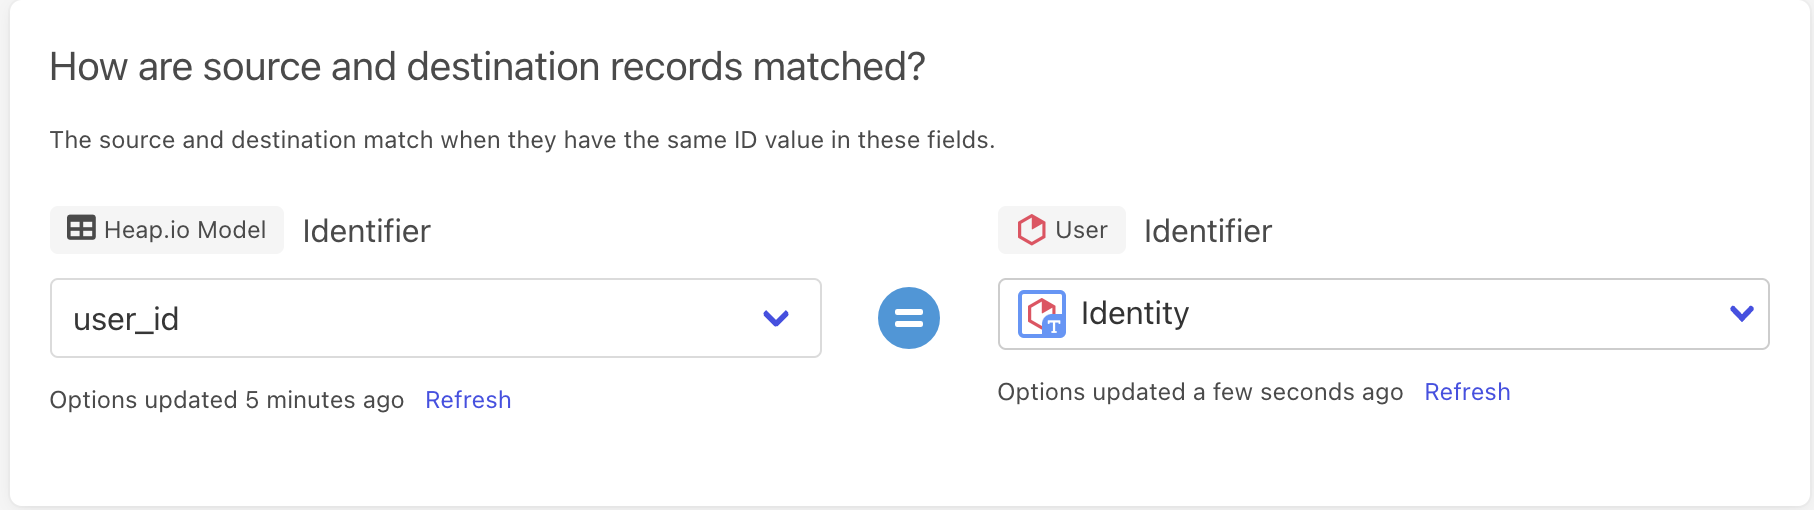 How are source and destination records matched?
The source and destination match when they have the same ID value in these fields.
Heap.io Model Identifier
user_id
Options updated 5 minutes ago Refresh
User Identifier
T Identity
Options updated a few seconds ago Refresh